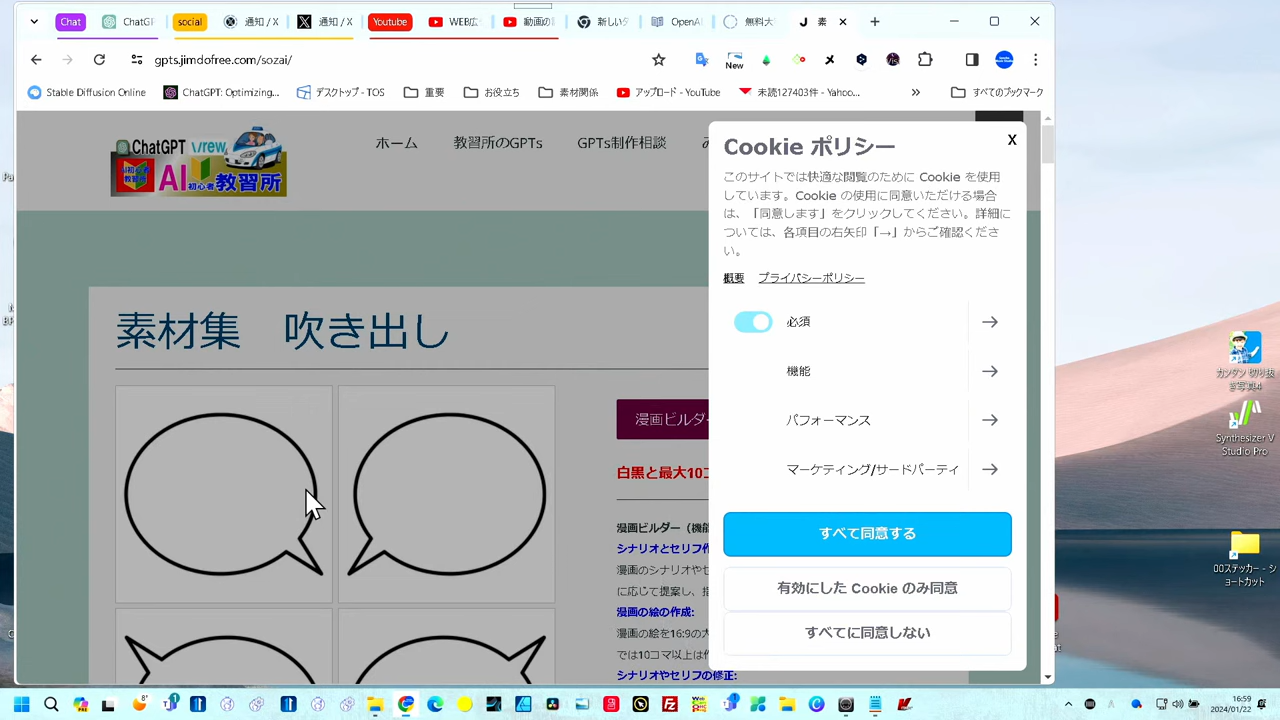 Chat
ChatG
social
通知 / X
通知 / X
Youtube
WEB広
動画の
新しいタ
OpenAI
無料大
素
gpts.jimdofree.com/sozai/
New
Stable Diffusion Online
ChatGPT: Optimizing...
デスクトップ - TOS
重要
お役立ち
素材関係
アップロード - YouTube
未読127403件 - Yahoo...
»
すべてのブックマーク
ChatGPT Vrew
AI初心者教習所
ホーム
教習所のGPTs
GPTs制作相談
Cookie ポリシー
X
このサイトでは快適な閲覧のために Cookie を使用
しています。Cookie の使用に同意いただける場合
は、「同意します」をクリックしてください。詳細に
ついては、各項目の右矢印「→」からご確認くださ
い。
概要
プライバシーポリシー
必須
機能
パフォーマンス
マーケティング/サードパーティ
すべて同意する
有効にした Cookie のみ同意
すべてに同意しない
素材集 吹き出し
漫画ビルダー
白黒と最大10コ
漫画ビルダー（機能
シナリオとセリフ作
漫画のシナリオやセ
に応じて提案し、指
漫画の絵の作成:
漫画の絵を16:9の大
では10コマ以上は作
シナリオやセリフの修正:
カンタン 切り抜
き写真4
Synthesizer V
Studio Pro
00ステッカー - シ
ョートカット
8°
16:59
2024/01/22